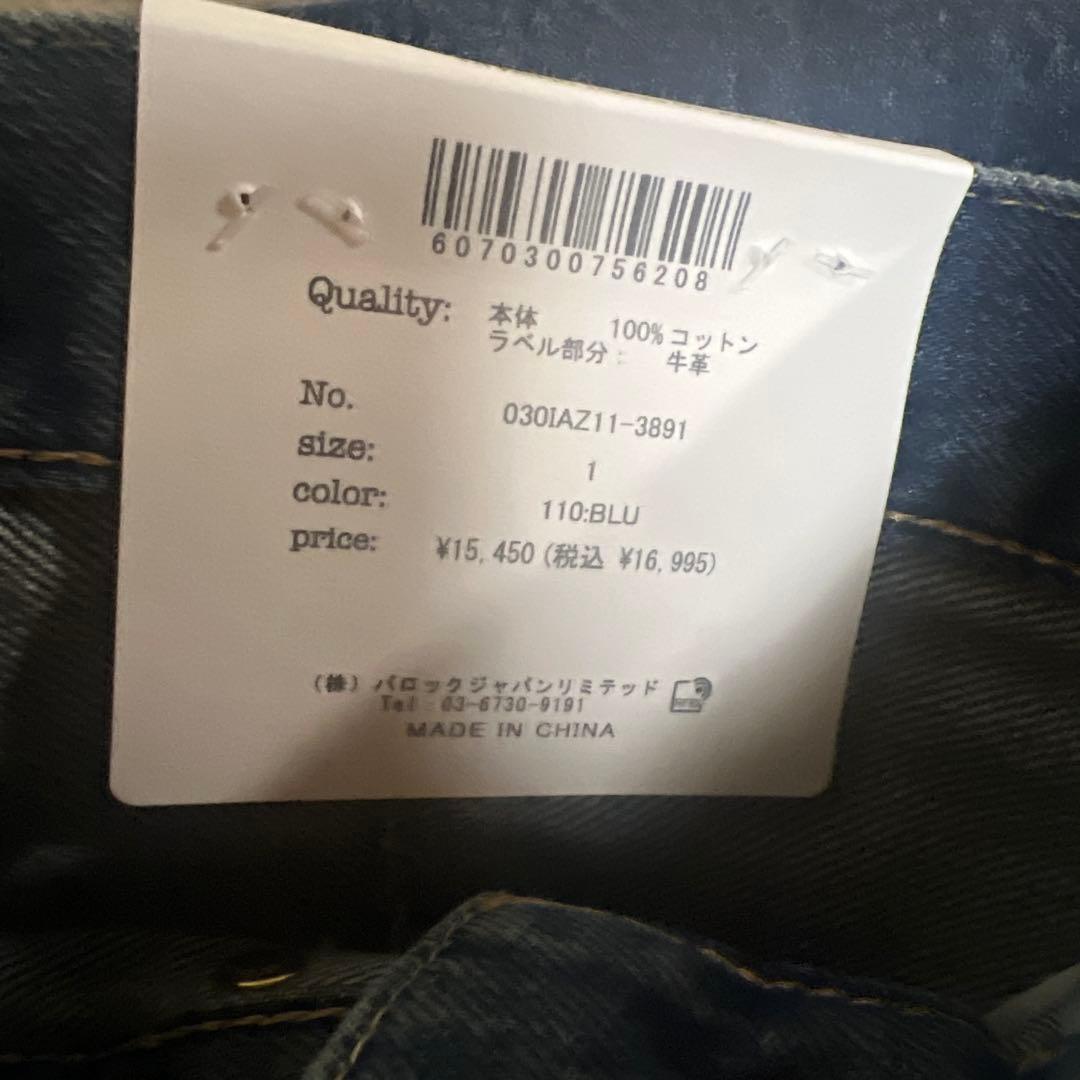 6070300756208
Quality: 本体 100% コットン
ラベル部分： 牛革
No. 030IAZ11-3891
size: 1
color: 110:BLU
price: ¥15,450 (税込 ¥16,995)
(株) バロックジャパンリミテッド
Tel：03-6730-9191
MADE IN CHINA